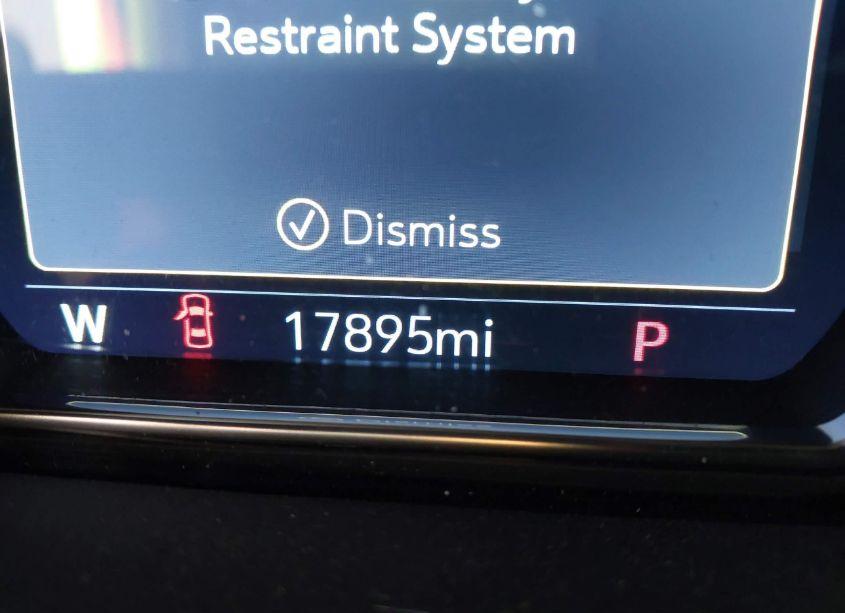 Restraint System
Dismiss
W 17895mi P